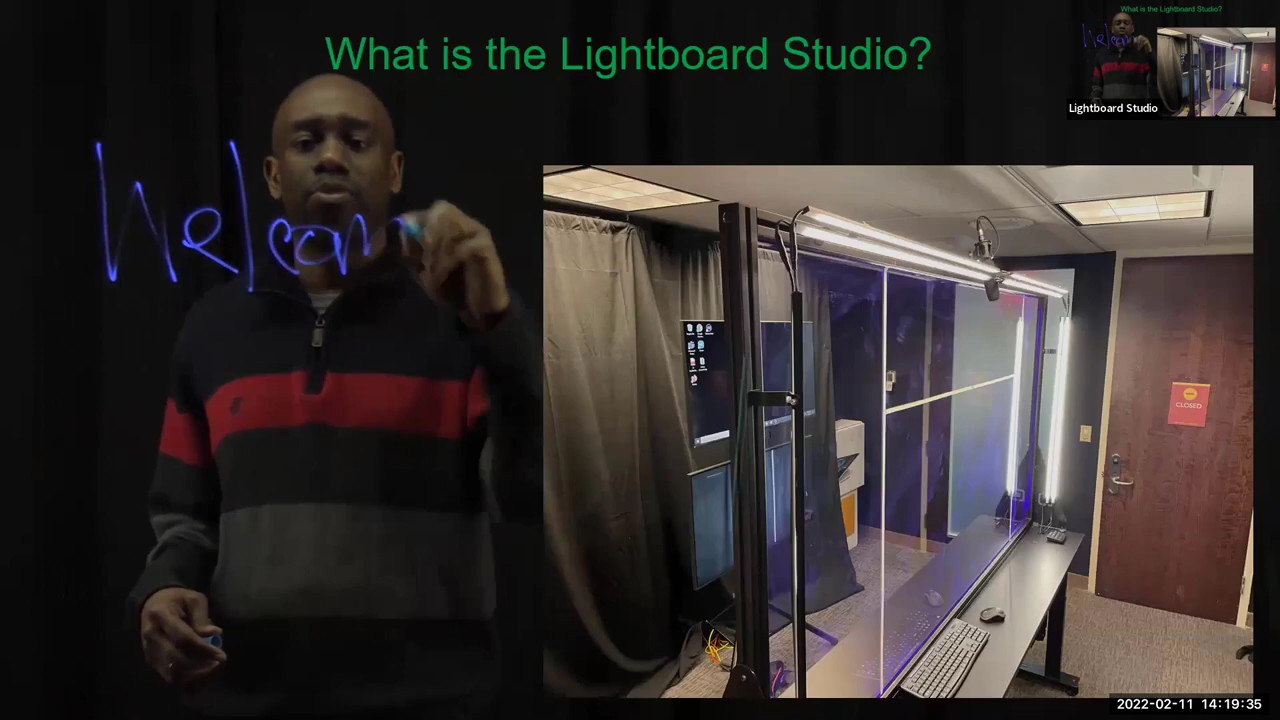 What is the Lightboard Studio?
Welcom
CLOSED
What is the Lightboard Studio?
Welcom
Lightboard Studio
2022-02-11 14:19:35